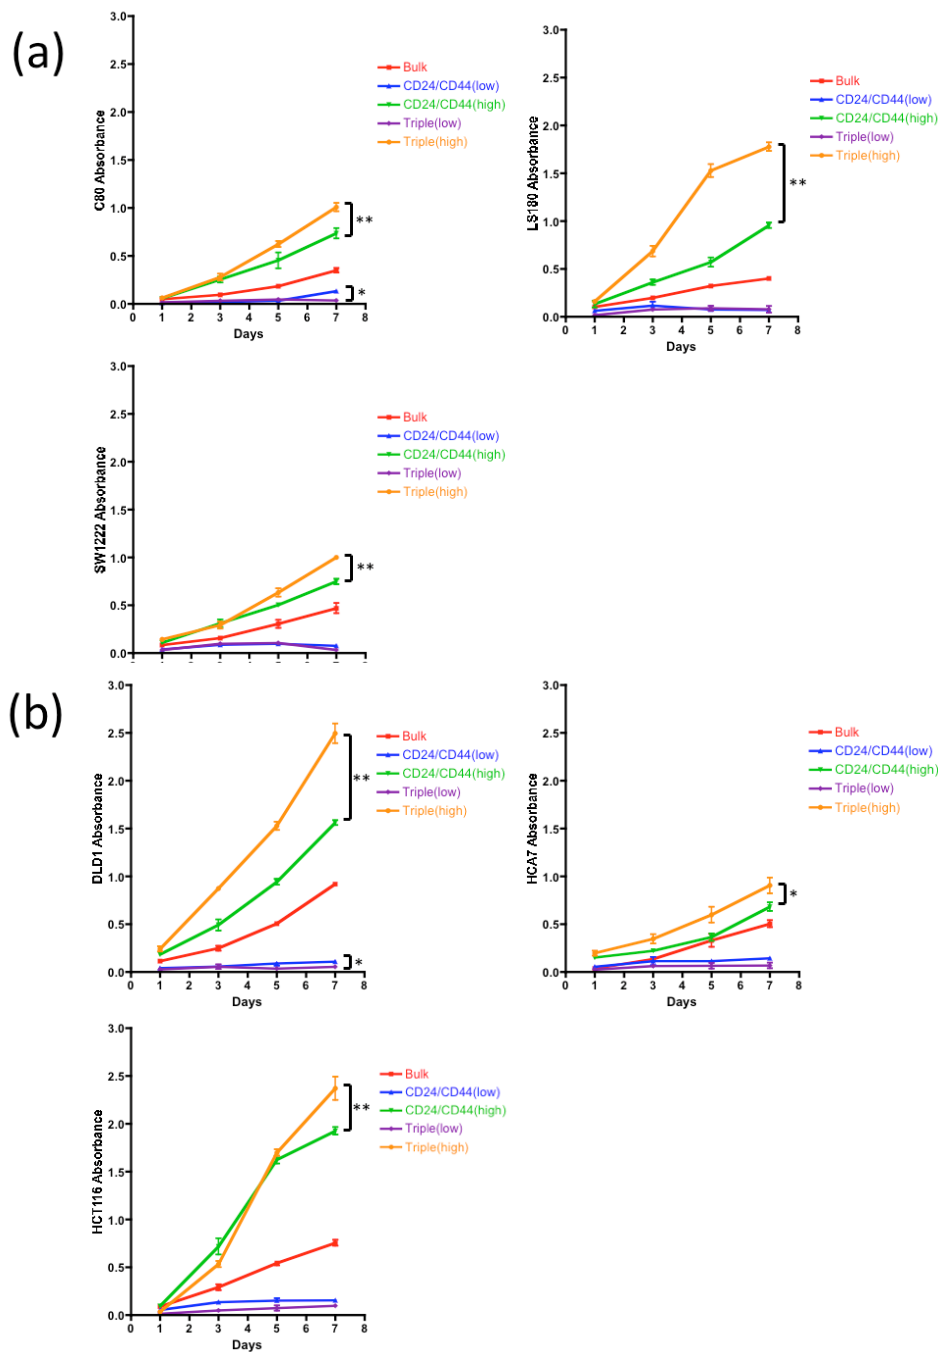 (a)
C80 Absorbance
3.0
2.5
2.0
1.5
1.0
0.5
0.0
0 1 2 3 4 5 6 7 8
Days
Bulk
CD24/CD44(low)
CD24/CD44(high)
Triple(low)
Triple(high)
**
*
LS180 Absorbance
3.0
2.5
2.0
1.5
1.0
0.5
0.0
0 1 2 3 4 5 6 7 8
Days
Bulk
CD24/CD44(low)
CD24/CD44(high)
Triple(low)
Triple(high)
**
SW1222 Absorbance
3.0
2.5
2.0
1.5
1.0
0.5
0.0
Bulk
CD24/CD44(low)
CD24/CD44(high)
Triple(low)
Triple(high)
**
(b)
DLD1 Absorbance
3.0
2.5
2.0
1.5
1.0
0.5
0.0
0 1 2 3 4 5 6 7 8
Days
Bulk
CD24/CD44(low)
CD24/CD44(high)
Triple(low)
Triple(high)
**
*
HCA7 Absorbance
3.0
2.5
2.0
1.5
1.0
0.5
0.0
0 1 2 3 4 5 6 7 8
Days
Bulk
CD24/CD44(low)
CD24/CD44(high)
Triple(low)
Triple(high)
*
HCT116 Absorbance
3.0
2.5
2.0
1.5
1.0
0.5
0.0
0 1 2 3 4 5 6 7 8
Days
Bulk
CD24/CD44(low)
CD24/CD44(high)
Triple(low)
Triple(high)
**